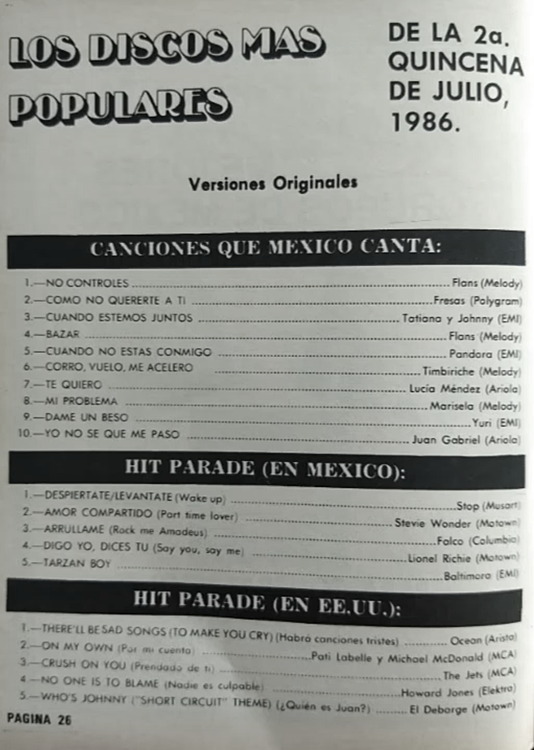 LOS DISCOS MAS
POPULARES
DE LA 2a.
QUINCENA
DE JULIO,
1986.
Versiones Originales
CANCIONES QUE MEXICO CANTA:
1.—NO CONTROLES ........ Flans (Melody)
2.—COMO NO QUERERTE A TI ........ Fresas (Polygram)
3.—CUANDO ESTEMOS JUNTOS ........ Tatiana y Johnny (EMI)
4.—BAZAR ........ Flans (Melody)
5.—CUANDO NO ESTAS CONMIGO ........ Pandora (EMI)
6.—CORRO, VUELO, ME ACELERO ........ Timbiriche (Melody)
7.—TE QUIERO ........ Lucía Méndez (Ariola)
8.—MI PROBLEMA ........ Marisela (Melody)
9.—DAME UN BESO ........ Yuri (EMI)
10.—YO NO SE QUE ME PASO ........ Juan Gabriel (Ariola)
HIT PARADE (EN MEXICO):
1.—DESPIERTATE/LEVANTATE (Wake up) ........ Stop (Musart)
2.—AMOR COMPARTIDO (Part time lover) ........ Stevie Wonder (Motown)
3.—ARRULLAME (Rock me Amadeus) ........ Falco (Columbia)
4.—DIGO YO, DICES TU (Say you, say me) ........ Lionel Richie (Motown)
5.—TARZAN BOY ........ Baltimora (EMI)
HIT PARADE (EN EE.UU.):
1.—THERE'LL BE SAD SONGS (TO MAKE YOU CRY) (Habrá canciones tristes) ........ Ocean (Arista)
2.—ON MY OWN (Por mi cuenta) ........ Pati Labelle y Michael McDonald (MCA)
3.—CRUSH ON YOU (Prendado de ti) ........ The Jets (MCA)
4.—NO ONE IS TO BLAME (Nadie es culpable) ........ Howard Jones (Elektra)
5.—WHO'S JOHNNY ("SHORT CIRCUIT" THEME) (¿Quién es Juan?) ........ El Debarge (Motown)
PAGINA 26